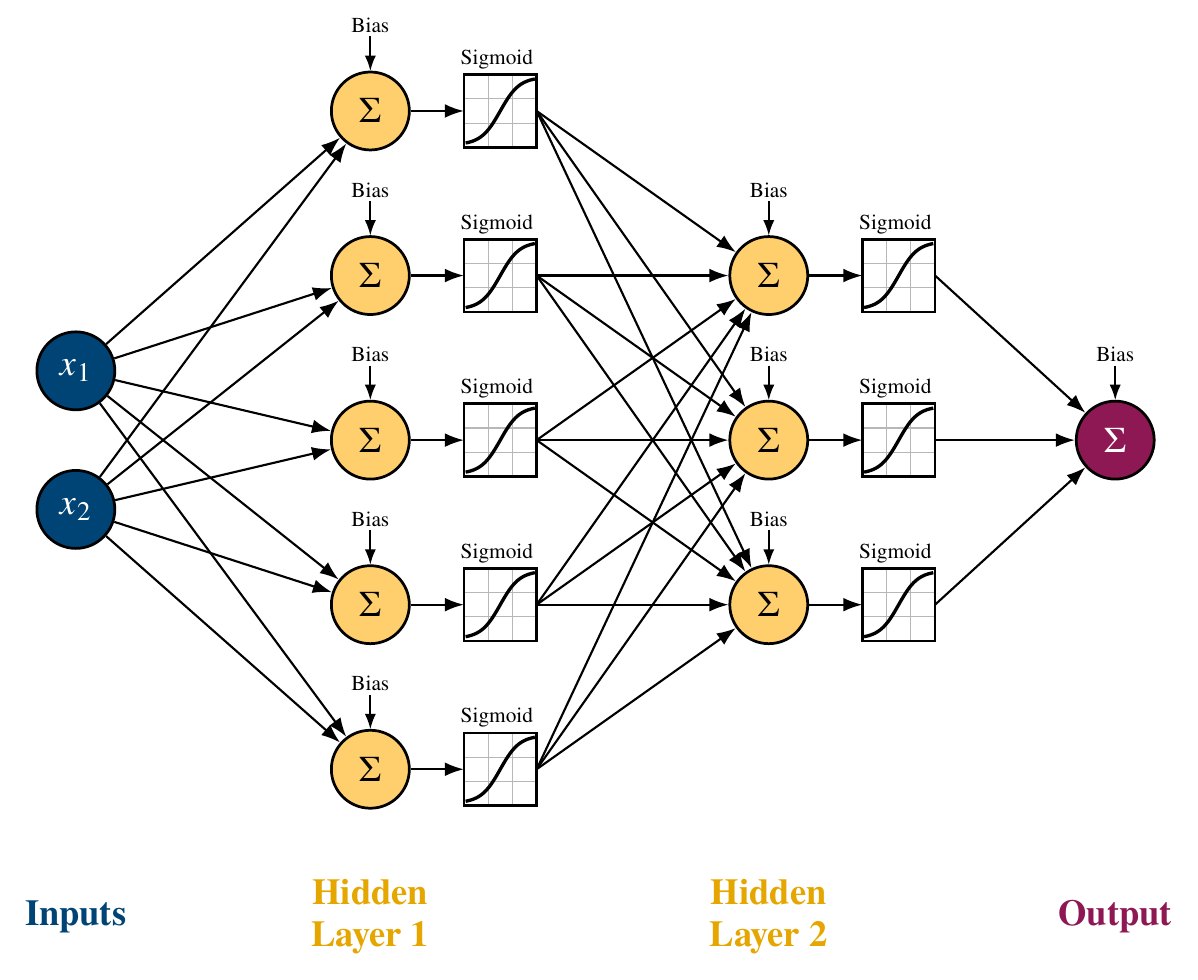 Bias
Sigmoid
Σ
Bias
Sigmoid
Σ
Bias
Sigmoid
Σ
Bias
Sigmoid
Σ
x₁
Bias
Sigmoid
Σ
Bias
Sigmoid
Σ
Bias
Σ
x₂
Bias
Sigmoid
Σ
Bias
Sigmoid
Σ
Bias
Sigmoid
Σ
Inputs
Hidden
Layer 1
Hidden
Layer 2
Output